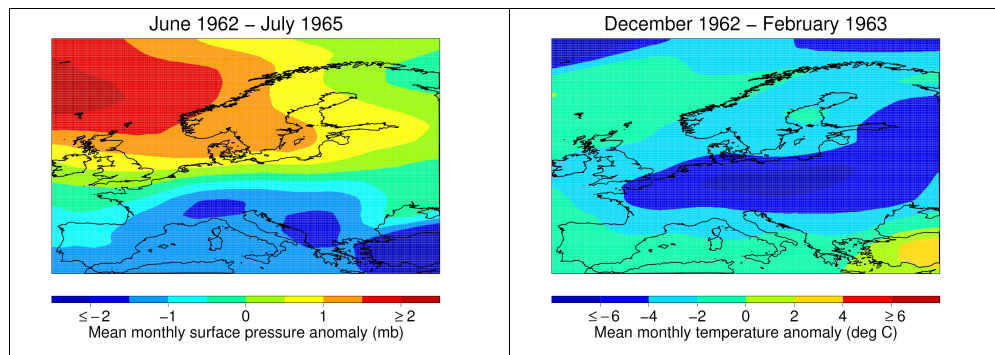 June 1962 − July 1965
≤−2 −1 0 1 ≥2
Mean monthly surface pressure anomaly (mb)
December 1962 − February 1963
≤−6 −4 −2 0 2 4 ≥6
Mean monthly temperature anomaly (deg C)